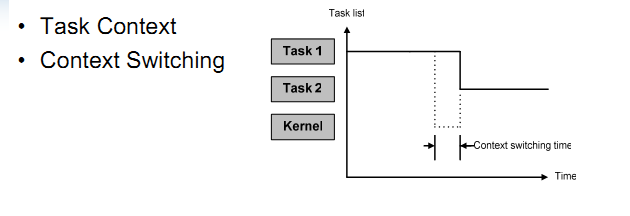 • Task Context
• Context Switching
Task list
Task 1
Task 2
Kernel
Context switching time
Time